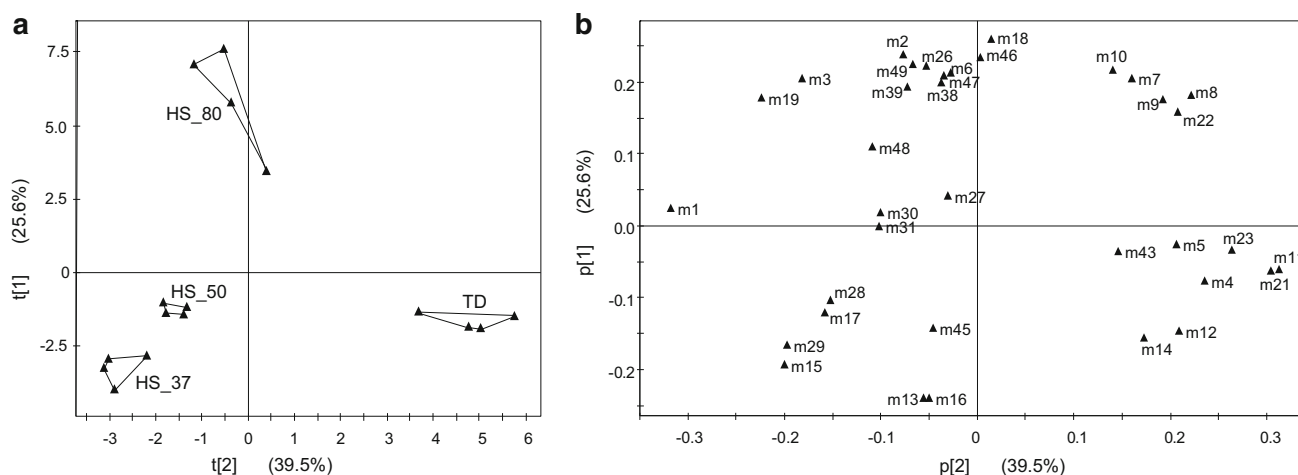 a
7.5
5.0
2.5
0
-2.5
t[1] (25.6%)
HS_80
HS_50
HS_37
TD
-3 -2 -1 0 1 2 3 4 5 6
t[2] (39.5%)
b
0.2
0.1
0.0
-0.1
-0.2
p[1] (25.6%)
m18
m2
m26
m46
m49
m6
m10
m3
m47
m7
m39
m38
m8
m19
m9
m22
m48
m27
m1
m30
m31
m43
m5
m23
m11
m4
m21
m28
m17
m45
m12
m14
m29
m15
m13
m16
-0.3 -0.2 -0.1 0 0.1 0.2 0.3
p[2] (39.5%)